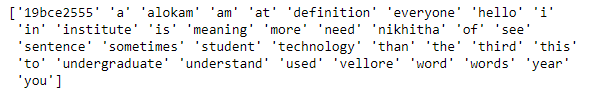 ['19bce2555' 'a' 'alokam' 'am' 'at' 'definition' 'everyone' 'hello' 'i'
'in' 'institute' 'is' 'meaning' 'more' 'need' 'nikhitha' 'of' 'see'
'sentence' 'sometimes' 'student' 'technology' 'than' 'the' 'third' 'this'
'to' 'undergraduate' 'understand' 'used' 'vellore' 'word' 'words' 'year'
'you']